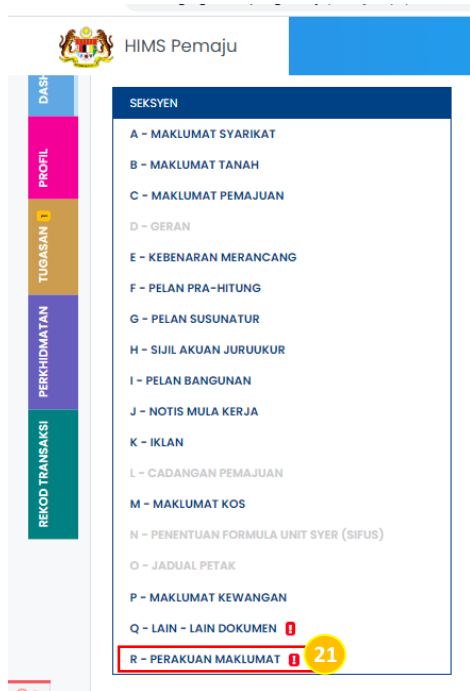 HIMS Pemaju
DASH
PROFIL
TUGASAN 1
PERKHIDMATAN
REKOD TRANSAKSI
SEKSYEN
A - MAKLUMAT SYARIKAT
B - MAKLUMAT TANAH
C - MAKLUMAT PEMAJUAN
D - GERAN
E - KEBENARAN MERANCANG
F - PELAN PRA-HITUNG
G - PELAN SUSUNATUR
H - SIJIL AKUAN JURUUKUR
I - PELAN BANGUNAN
J - NOTIS MULA KERJA
K - IKLAN
L - CADANGAN PEMAJUAN
M - MAKLUMAT KOS
N - PENENTUAN FORMULA UNIT SYER (SIFUS)
O - JADUAL PETAK
P - MAKLUMAT KEWANGAN
Q - LAIN - LAIN DOKUMEN !
R - PERAKUAN MAKLUMAT ! 21